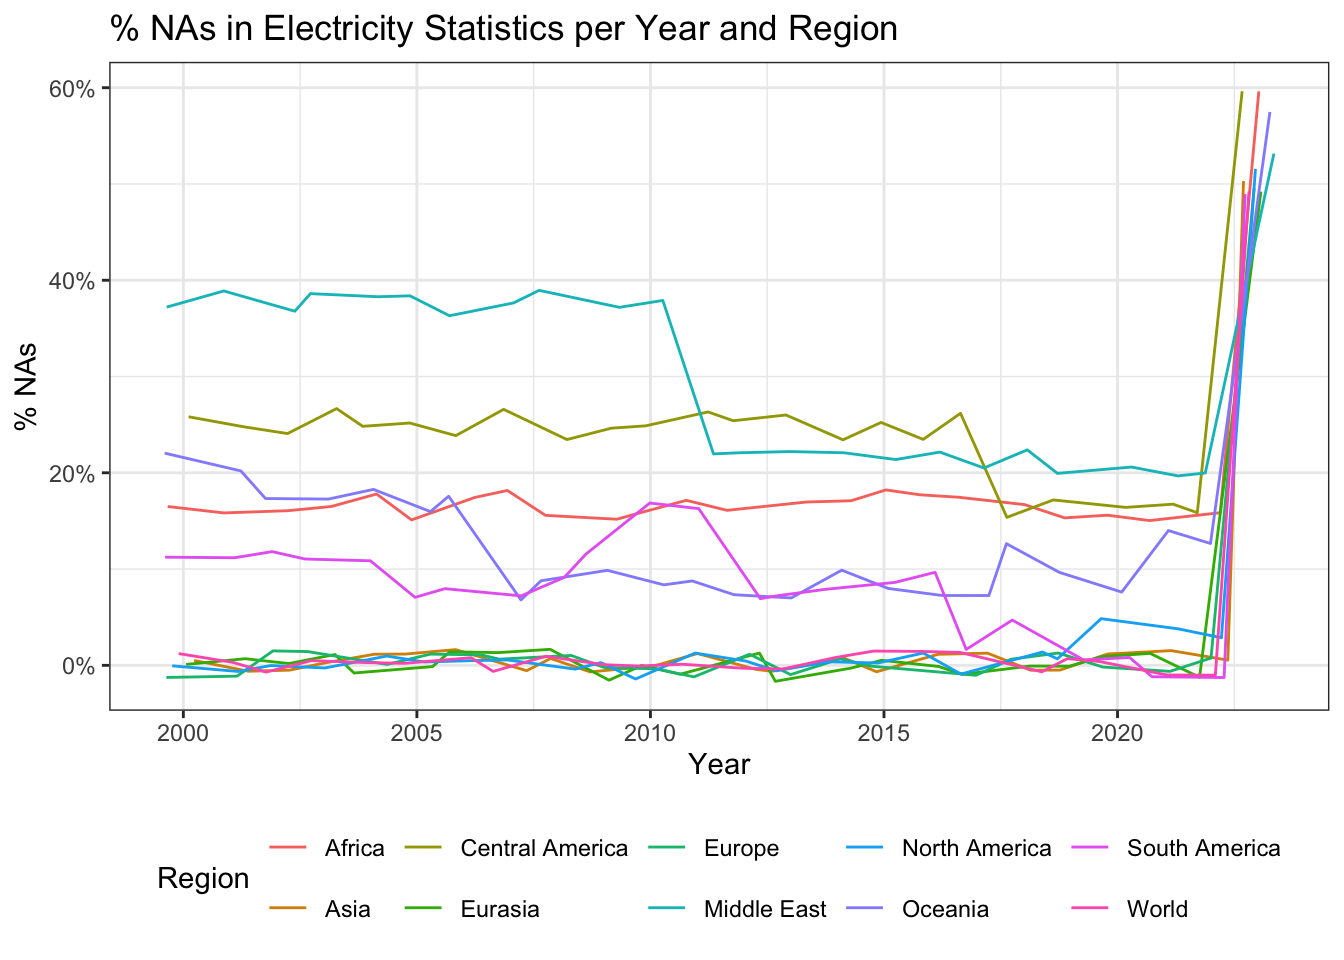 % NAs in Electricity Statistics per Year and Region
60%
40%
20%
0%
% NAs
2000 2005 2010 2015 2020
Year
Region
Africa Central America Europe North America South America
Asia Eurasia Middle East Oceania World